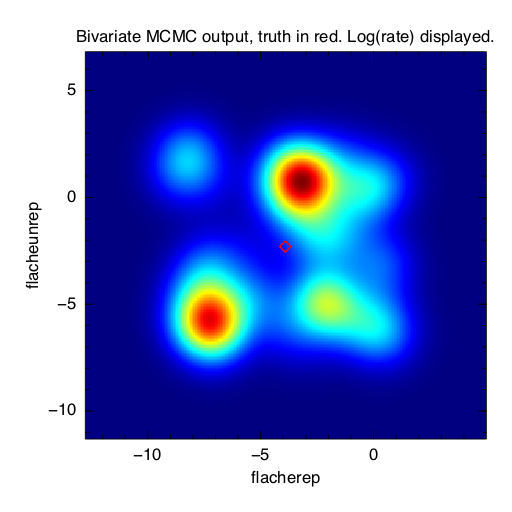 Bivariate MCMC output, truth in red. Log(rate) displayed.
5
0
−5
−10
flacheunrep
−10
−5
0
flacherep